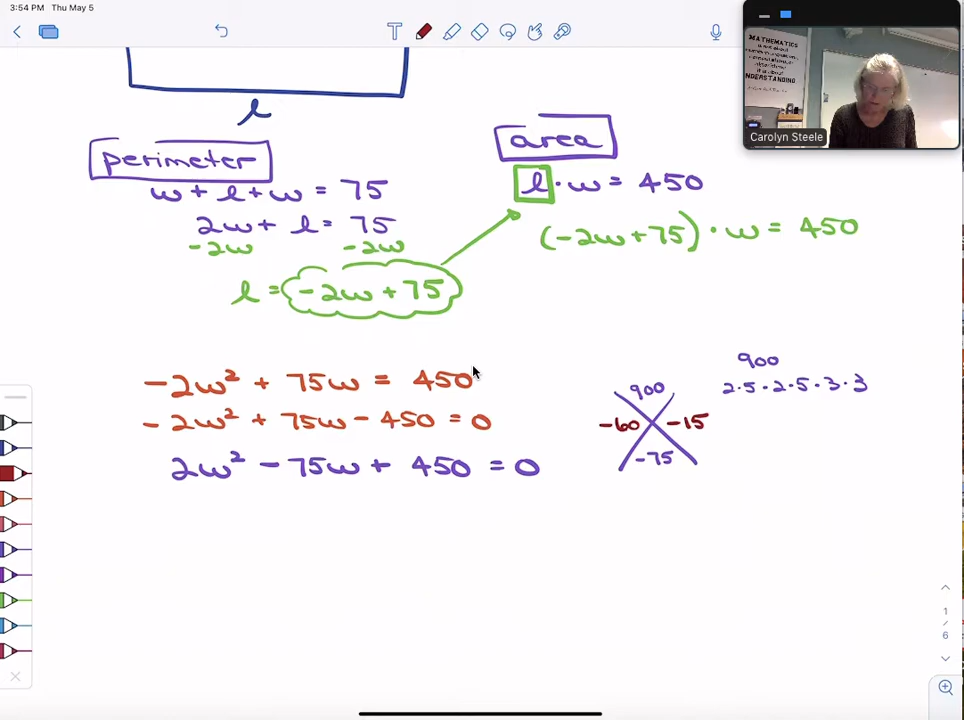 3:54 PM Thu May 5
MATHEMATICS
UNDERSTANDING
Carolyn Steele
l
perimeter
w + l + w = 75
2w + l = 75
-2w -2w
l = -2w + 75
area
l · w = 450
(-2w + 75) · w = 450
-2w² + 75w = 450
-2w² + 75w - 450 = 0
2w² - 75w + 450 = 0
900
-60 -15
-75
900
2·5·2·5·3·3
1
/
6